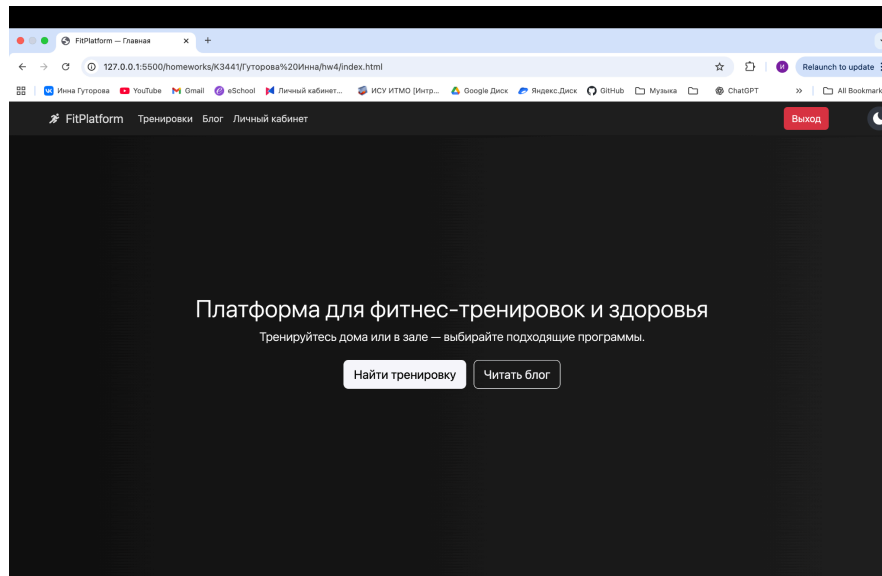 FitPlatform — Главная
127.0.0.1:5500/homeworks/K3441/Гуторова%20Инна/hw4/index.html
И
Relaunch to update
Инна Гуторова YouTube Gmail eSchool Личный кабинет... ИСУ ИТМО [Интр... Google Диск Яндекс.Диск GitHub Музыка ChatGPT » All Bookmark
FitPlatform Тренировки Блог Личный кабинет Выход
Платформа для фитнес-тренировок и здоровья
Тренируйтесь дома или в зале — выбирайте подходящие программы.
Найти тренировку Читать блог